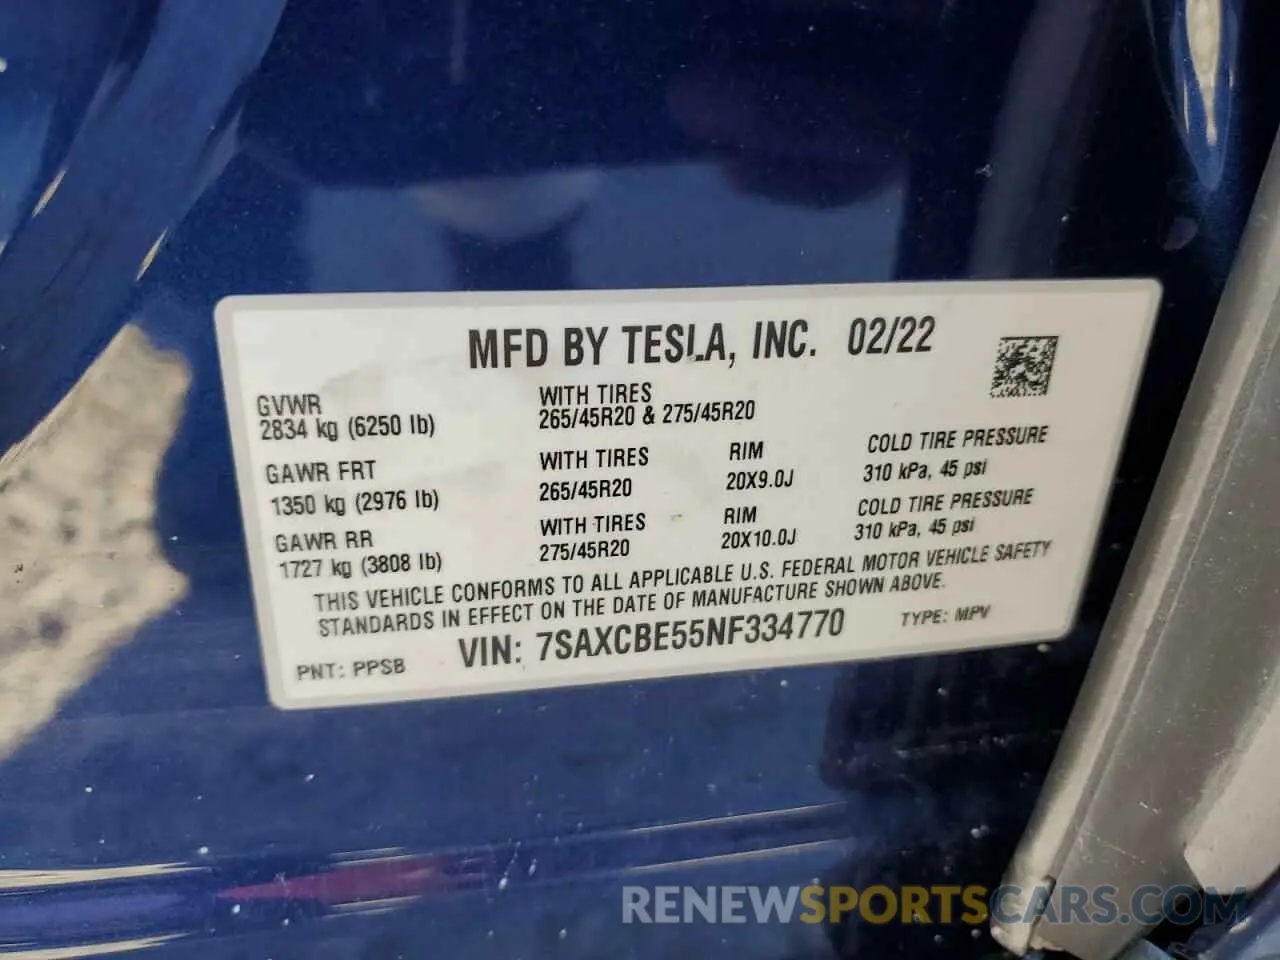 MFD BY TESLA, INC. 02/22
GVWR
2834 kg (6250 lb)
WITH TIRES
265/45R20 & 275/45R20
GAWR FRT
1350 kg (2976 lb)
WITH TIRES
265/45R20
RIM
20X9.0J
COLD TIRE PRESSURE
310 kPa, 45 psi
GAWR RR
1727 kg (3808 lb)
WITH TIRES
275/45R20
RIM
20X10.0J
COLD TIRE PRESSURE
310 kPa, 45 psi
THIS VEHICLE CONFORMS TO ALL APPLICABLE U.S. FEDERAL MOTOR VEHICLE SAFETY
STANDARDS IN EFFECT ON THE DATE OF MANUFACTURE SHOWN ABOVE.
PNT: PPSB
VIN: 7SAXCBE55NF334770
TYPE: MPV
RENEWSPORTSCARS.COM